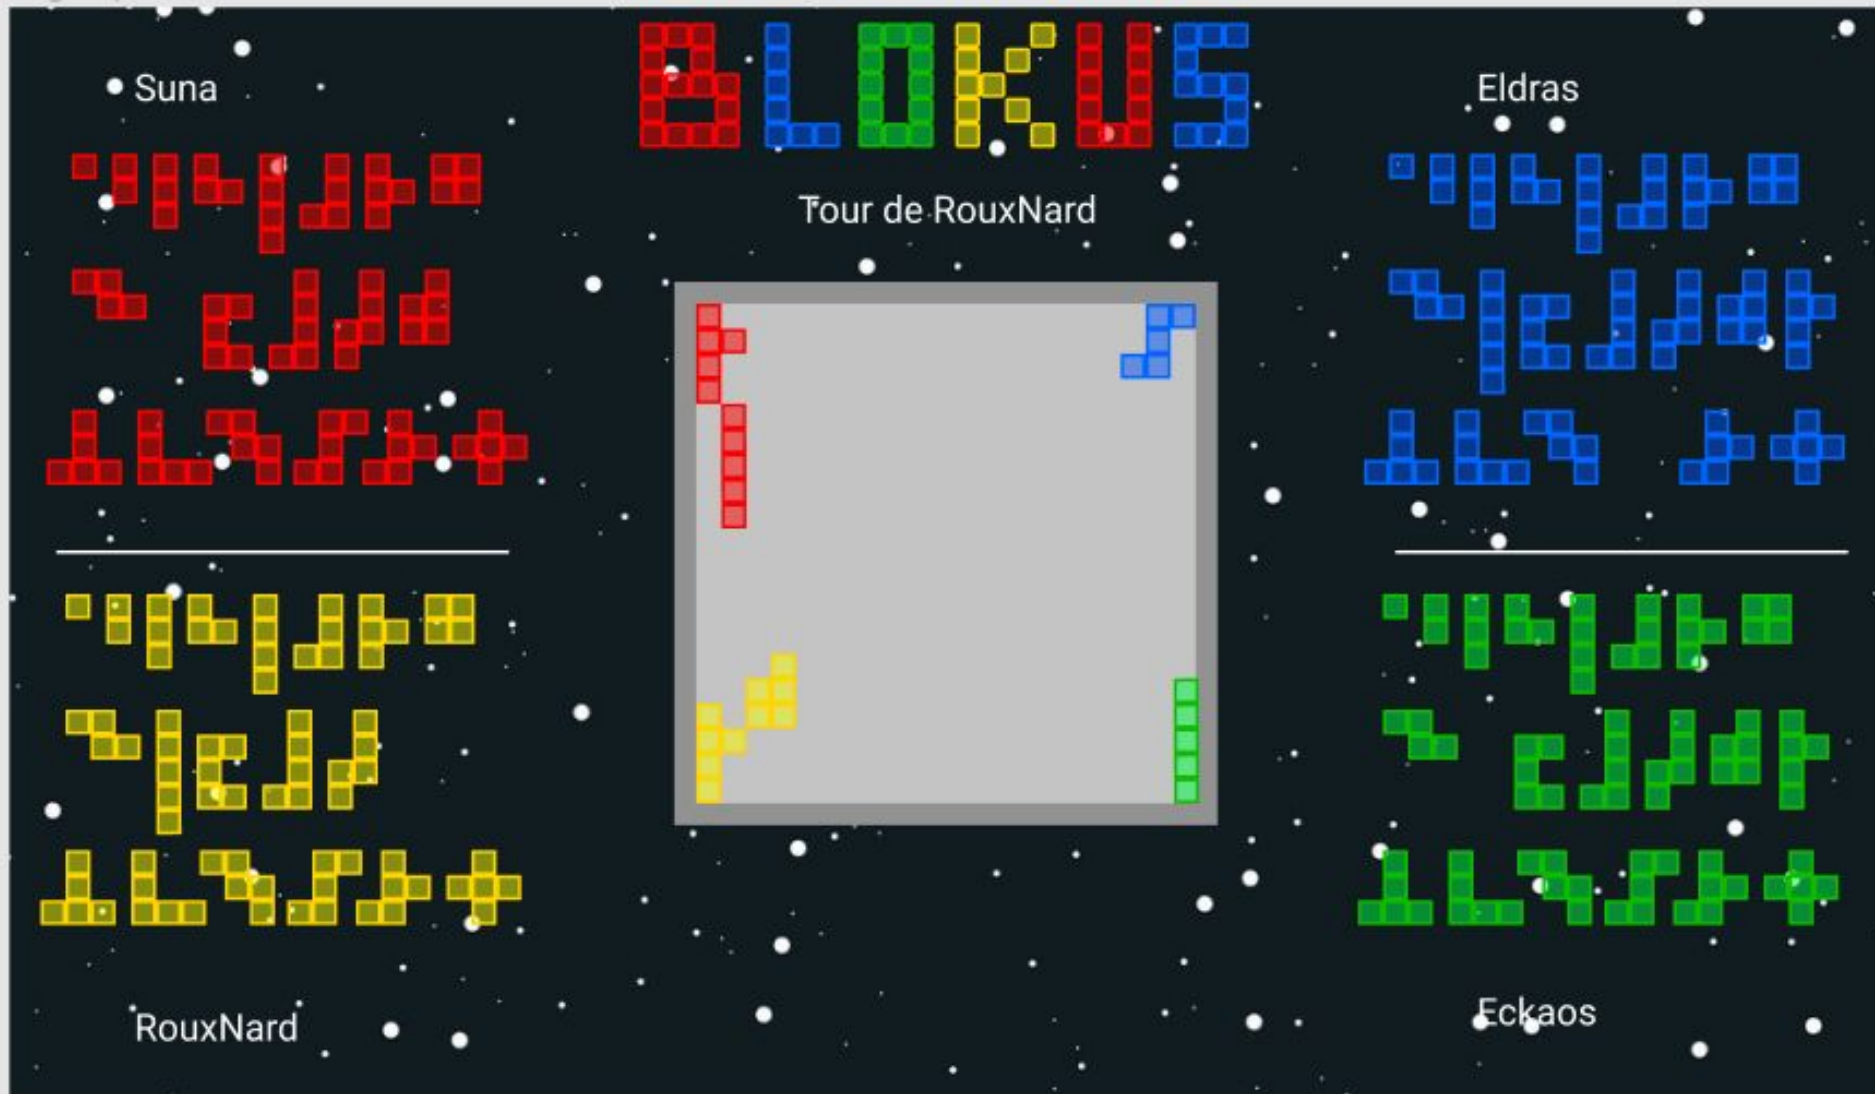 BLOKUS
Suna
Eldras
Tour de RouxNard
RouxNard
Eckaos